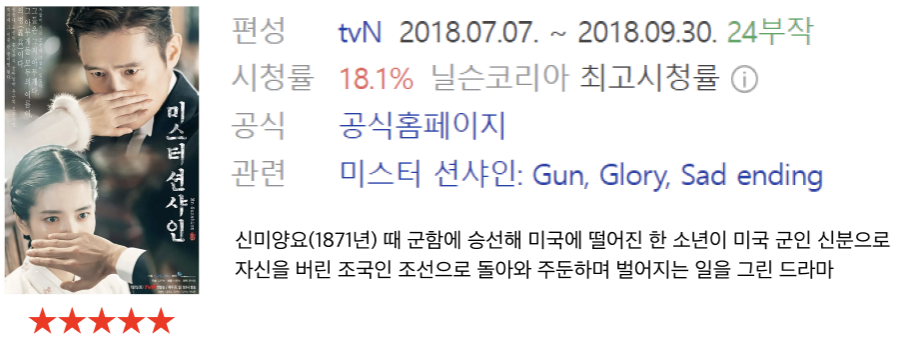 편성 tvN 2018.07.07. ~ 2018.09.30. 24부작
시청률 18.1% 닐슨코리아 최고시청률 ⓘ
공식 공식홈페이지
관련 미스터 션샤인: Gun, Glory, Sad ending
신미양요(1871년) 때 군함에 승선해 미국에 떨어진 한 소년이 미국 군인 신분으로
자신을 버린 조국인 조선으로 돌아와 주둔하며 벌어지는 일을 그린 드라마
미스터 션샤인
Mr. Sunshine
★★★★★